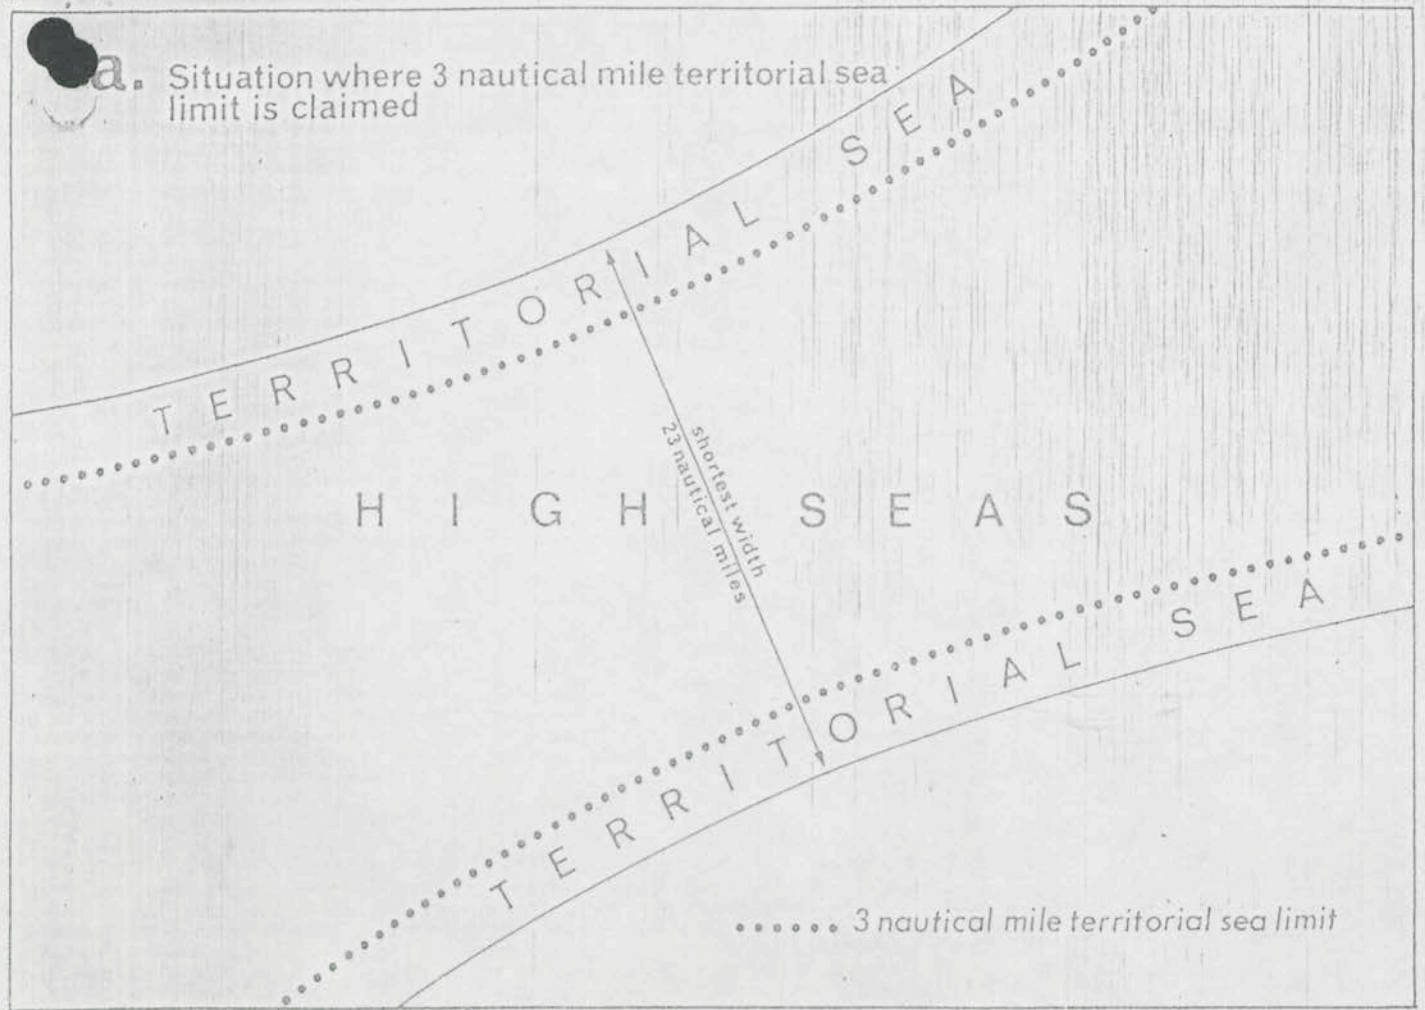 a. Situation where 3 nautical mile territorial sea
limit is claimed
TERRITORIAL SEA
shortest width
23 nautical miles
HIGH SEAS
TERRITORIAL SEA
3 nautical mile territorial sea limit